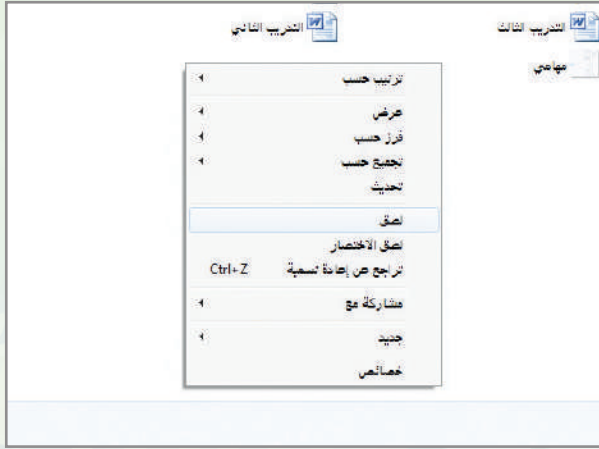 التدريب الثالث
التدريب الثاني
مهامي
ترتيب حسب
عرض
فرز حسب
تجميع حسب
تحديث
لصق
لصق الاختصار
تراجع عن إعادة تسمية Ctrl+Z
مشاركة مع
جديد
خصائص